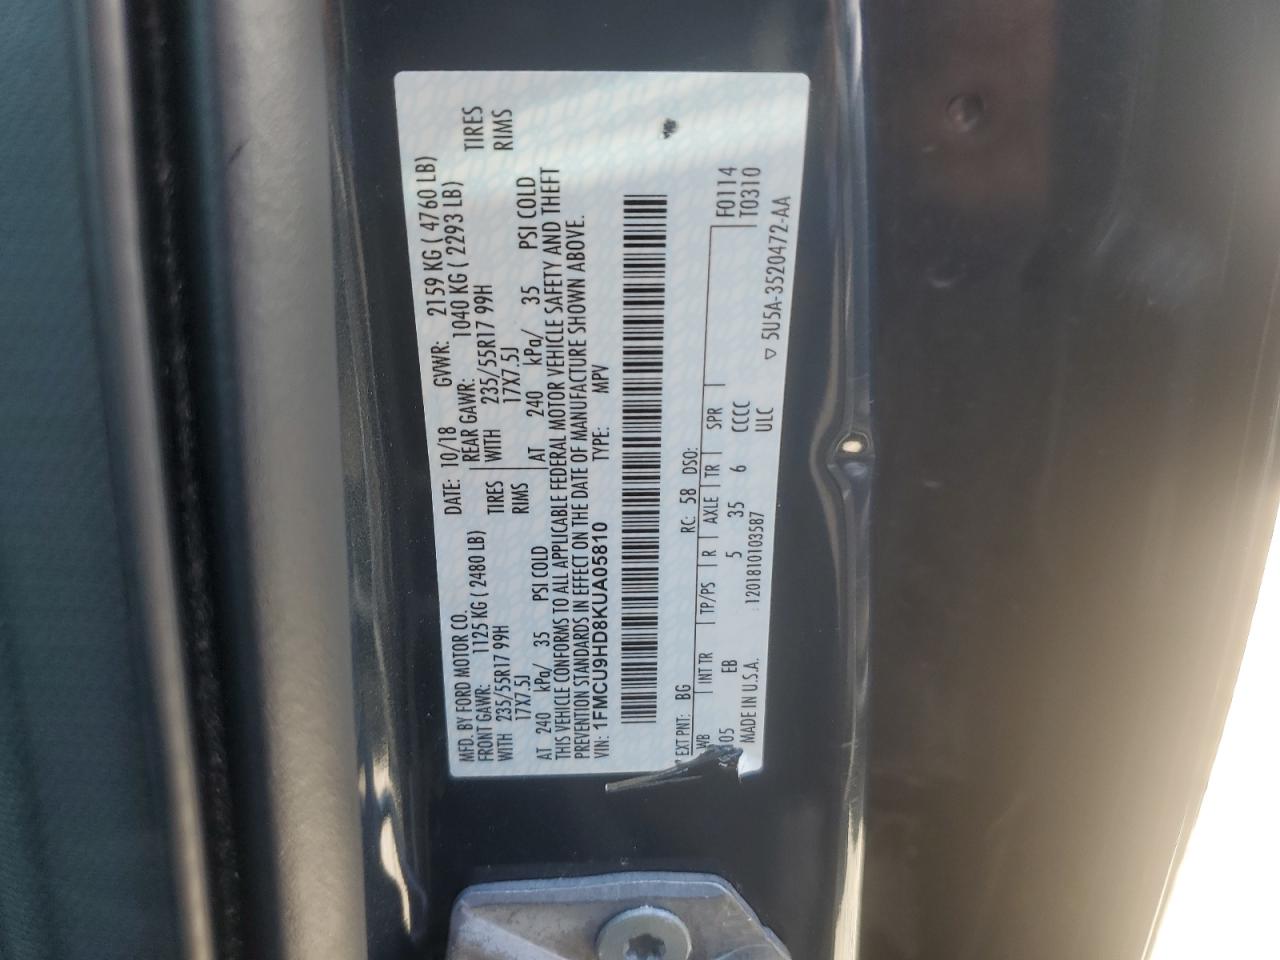 MFD. BY FORD MOTOR CO. DATE: 10/18 GVWR: 2159 KG ( 4760 LB)
FRONT GAWR: 1125 KG ( 2480 LB) REAR GAWR: 1040 KG ( 2293 LB)
WITH 235/55R17 99H TIRES WITH 235/55R17 99H TIRES
17X7.5J RIMS 17X7.5J RIMS
AT 240 kPa/ 35 PSI COLD AT 240 kPa/ 35 PSI COLD
THIS VEHICLE CONFORMS TO ALL APPLICABLE FEDERAL MOTOR VEHICLE SAFETY AND THEFT
PREVENTION STANDARDS IN EFFECT ON THE DATE OF MANUFACTURE SHOWN ABOVE.
VIN: 1FMCU9HD8KUA05810 TYPE: MPV
EXT PNT: BG RC: 58 DSO: F0114
WB INT TR TP/PS R AXLE TR SPR T0310
05 EB 5 35 6 CCCC
MADE IN U.S.A. 120181010358​7 ULC ▽ 5U5A-3520472-AA